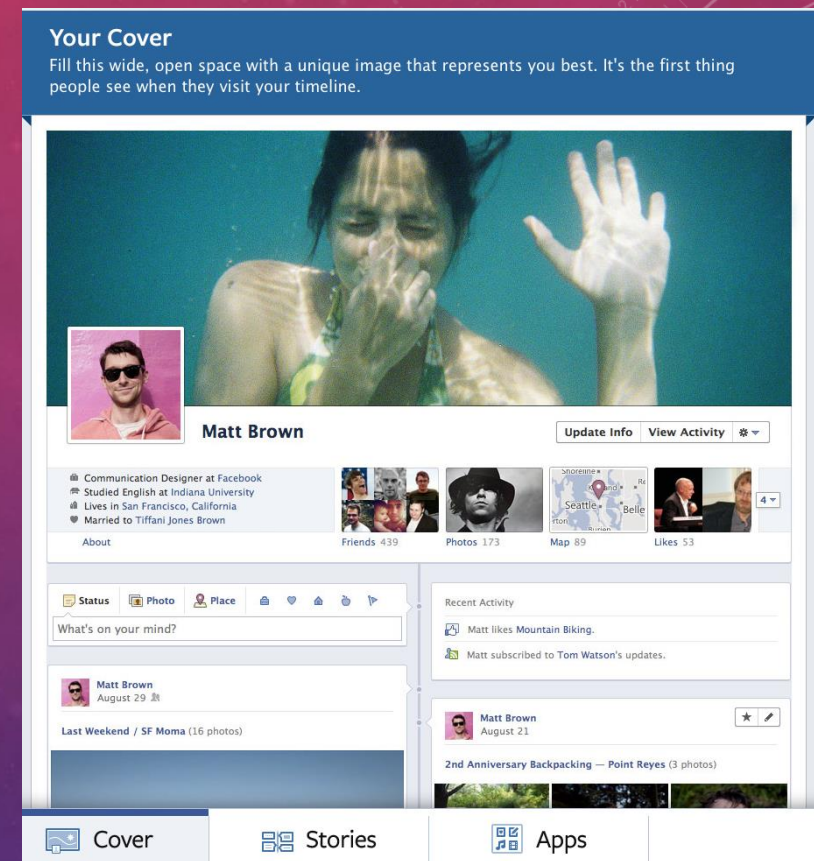 Your Cover
Fill this wide, open space with a unique image that represents you best. It's the first thing
people see when they visit your timeline.
Matt Brown
Update Info View Activity
Communication Designer at Facebook
Studied English at Indiana University
Lives in San Francisco, California
Married to Tiffani Jones Brown
About
Friends 439
Photos 173
Shoreline
Seattle
Belle
Map 89
Likes 53
4
Status Photo Place
What's on your mind?
Recent Activity
Matt likes Mountain Biking.
Matt subscribed to Tom Watson's updates.
Matt Brown
August 29
Last Weekend / SF Moma (16 photos)
Matt Brown
August 21
2nd Anniversary Backpacking — Point Reyes (3 photos)
Cover Stories Apps